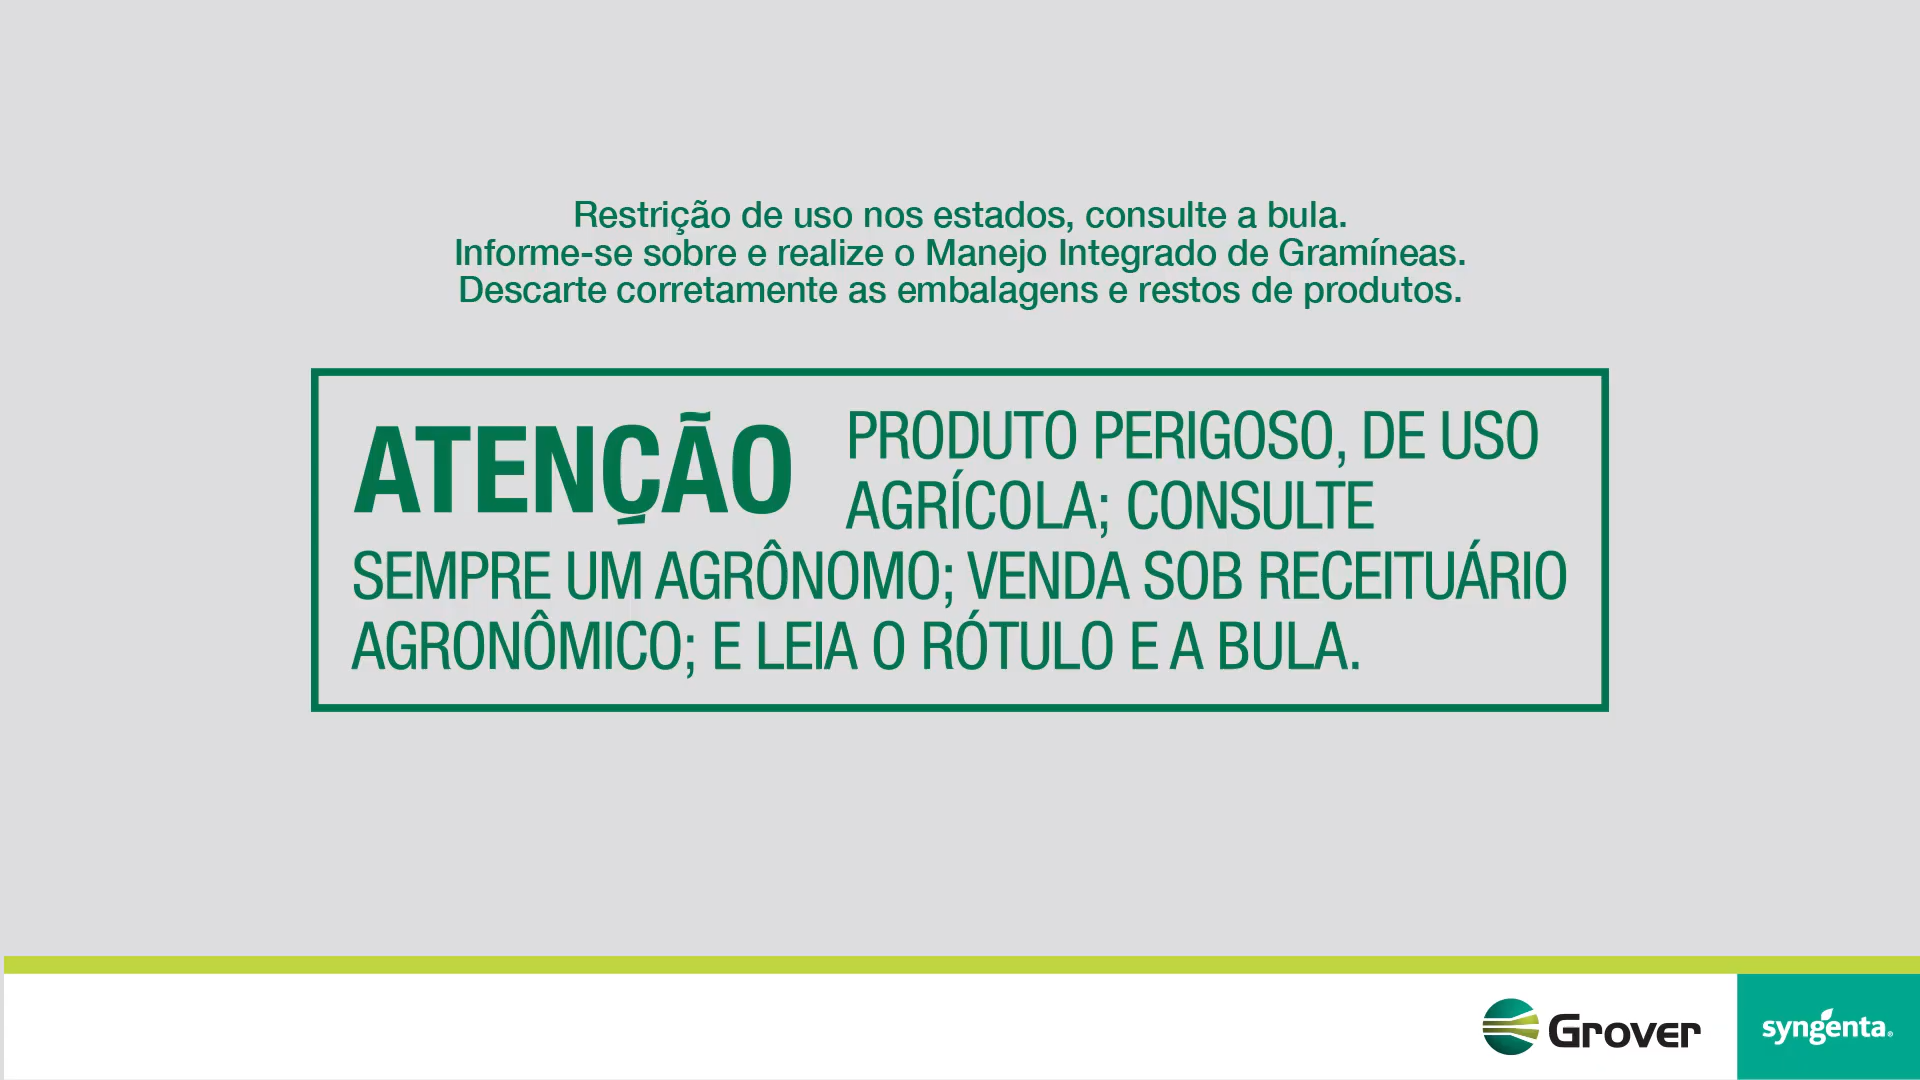 Restrição de uso nos estados, consulte a bula.
Informe-se sobre e realize o Manejo Integrado de Gramíneas.
Descarte corretamente as embalagens e restos de produtos.
ATENÇÃO PRODUTO PERIGOSO, DE USO
AGRÍCOLA; CONSULTE
SEMPRE UM AGRÔNOMO; VENDA SOB RECEITUÁRIO
AGRONÔMICO; E LEIA O RÓTULO E A BULA.
Grover
syngenta®